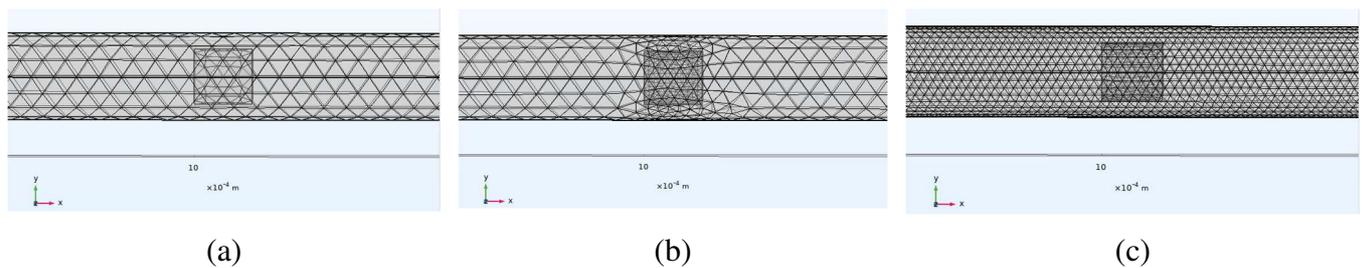 10 10 10
×10⁻⁴ m ×10⁻⁴ m ×10⁻⁴ m
y y y
z x z x z x
(a) (b) (c)